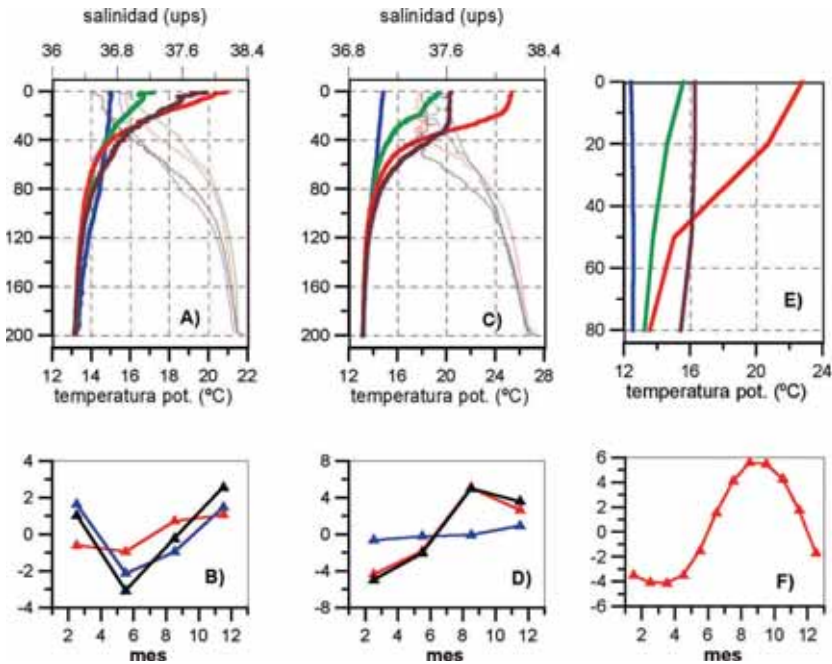 salinidad (ups)
36 36.8 37.6 38.4
0
40
80
120
160
200
A)
12 14 16 18 20 22
temperatura pot. (ºC)
salinidad (ups)
36.8 37.6 38.4
0
40
80
120
160
200
C)
12 16 20 24 28
temperatura pot. (ºC)
0
20
40
60
80
E)
12 16 20 24
temperatura pot. (ºC)
4
2
0
-2
-4
B)
2 4 6 8 10 12
mes
8
4
0
-4
-8
D)
2 4 6 8 10 12
mes
6
4
2
0
-2
-4
-6
F)
2 4 6 8 10 12
mes